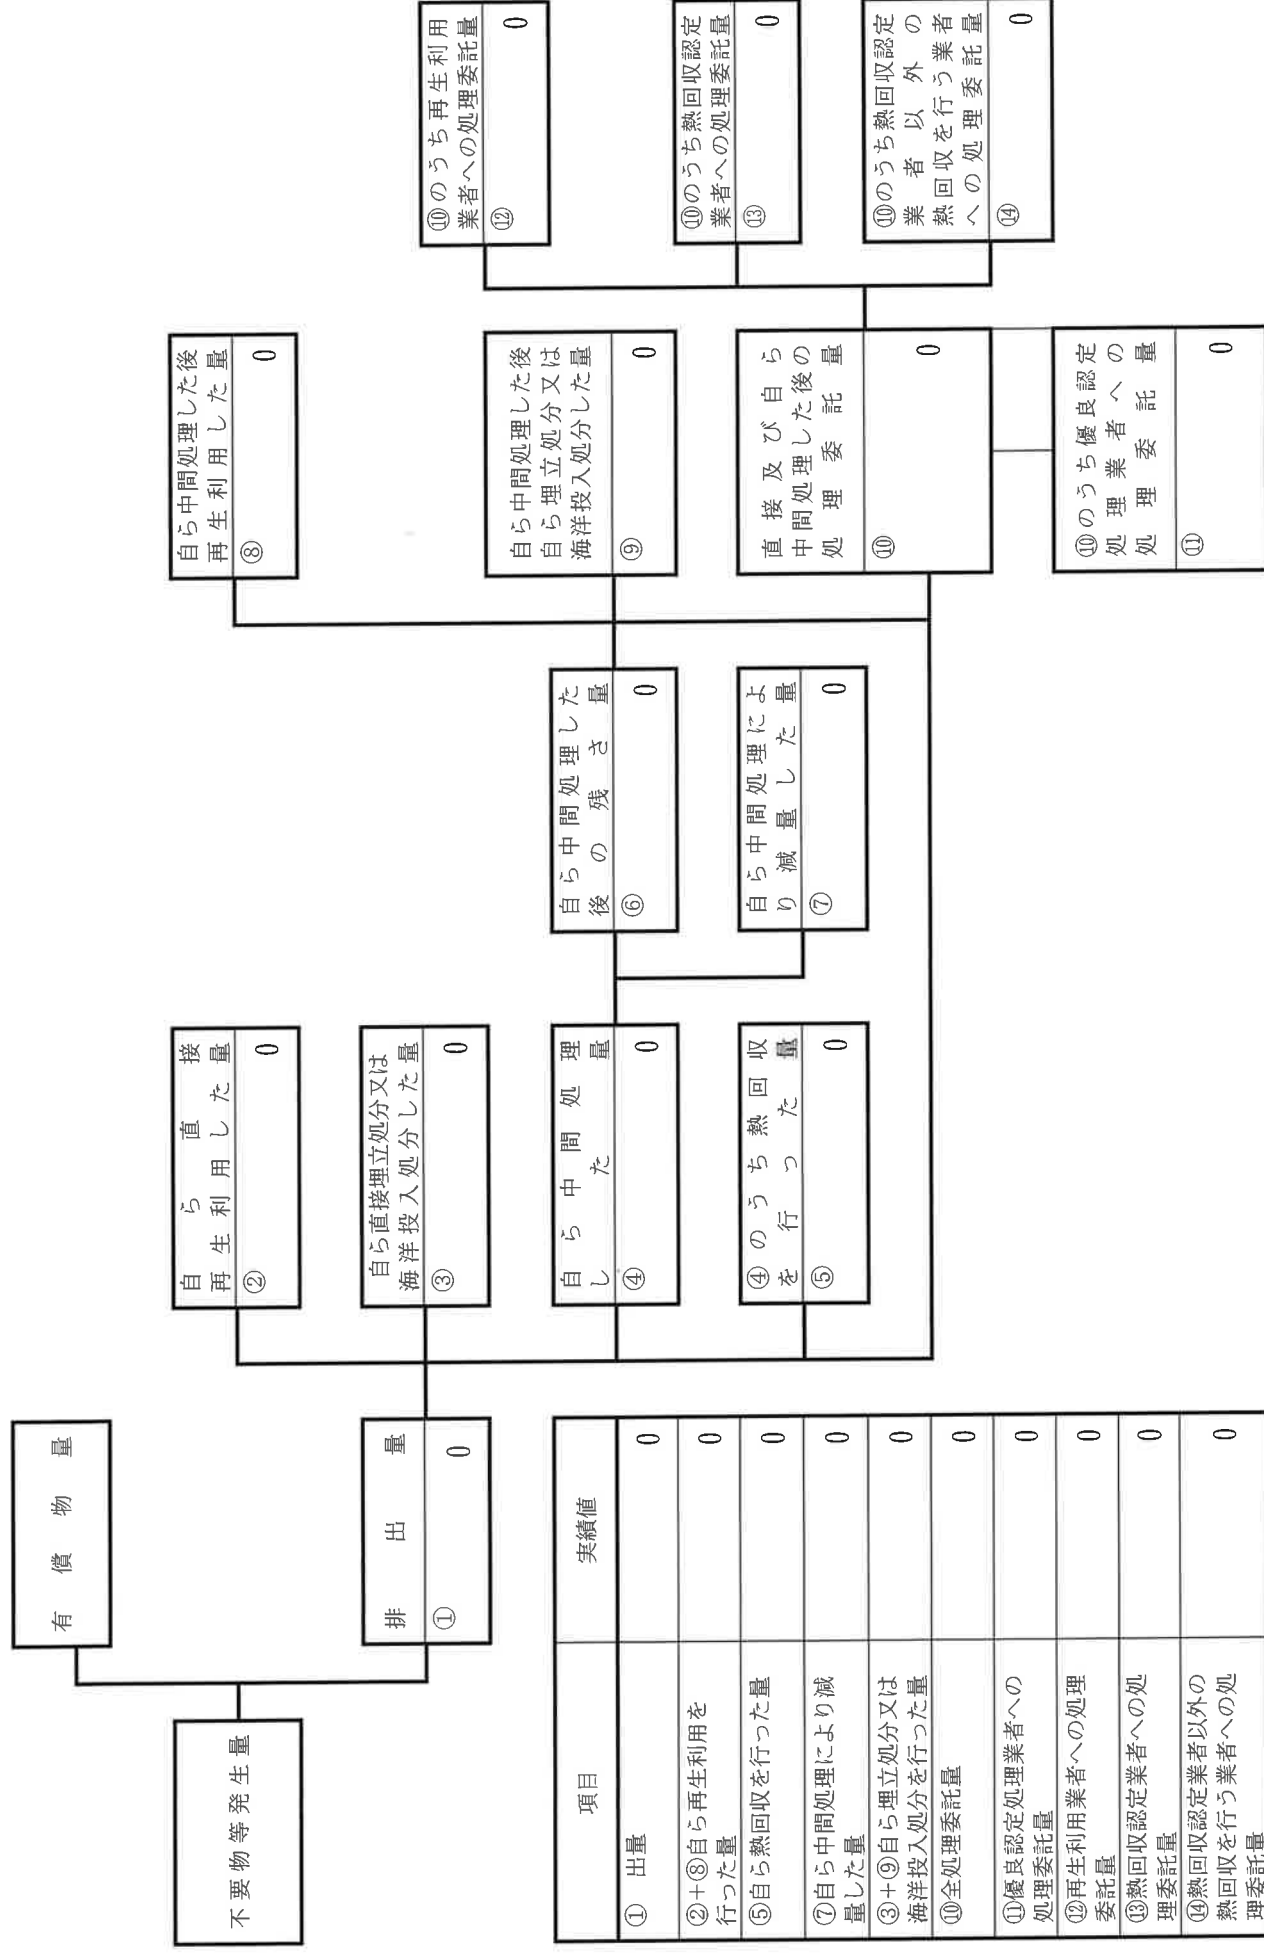 不要物等発生量
有償物量
排出量
① 0
自ら直接
再生利用した量
② 0
自ら直接埋立処分又は
海洋投入処分した量
③ 0
自ら中間処理
した量
④ 0
④のうち熱回収
を行った量
⑤ 0
自ら中間処理した
後の残さ量
⑥ 0
自ら中間処理によ
り減量した量
⑦ 0
自ら中間処理した後
再生利用した量
⑧ 0
自ら中間処理した後
自ら埋立処分又は
海洋投入処分した量
⑨ 0
直接及び自ら
中間処理した後の
処理委託量
⑩ 0
⑩のうち優良認定
処理業者への
処理委託量
⑪ 0
⑩のうち再生利用
業者への処理委託量
⑫ 0
⑩のうち熱回収認定
業者への処理委託量
⑬ 0
⑩のうち熱回収認定
業者以外の
熱回収を行う業者
への処理委託量
⑭ 0
項目 実績値
① 出量 0
②+⑧自ら再生利用を
行った量 0
⑤自ら熱回収を行った量 0
⑦自ら中間処理により減
量した量 0
③+⑨自ら埋立処分又は
海洋投入処分を行った量 0
⑩全処理委託量 0
⑪優良認定処理業者への
処理委託量 0
⑫再生利用業者への処理
委託量 0
⑬熱回収認定業者への処
理委託量 0
⑭熱回収認定業者以外の
熱回収を行う業者への処
理委託量 0